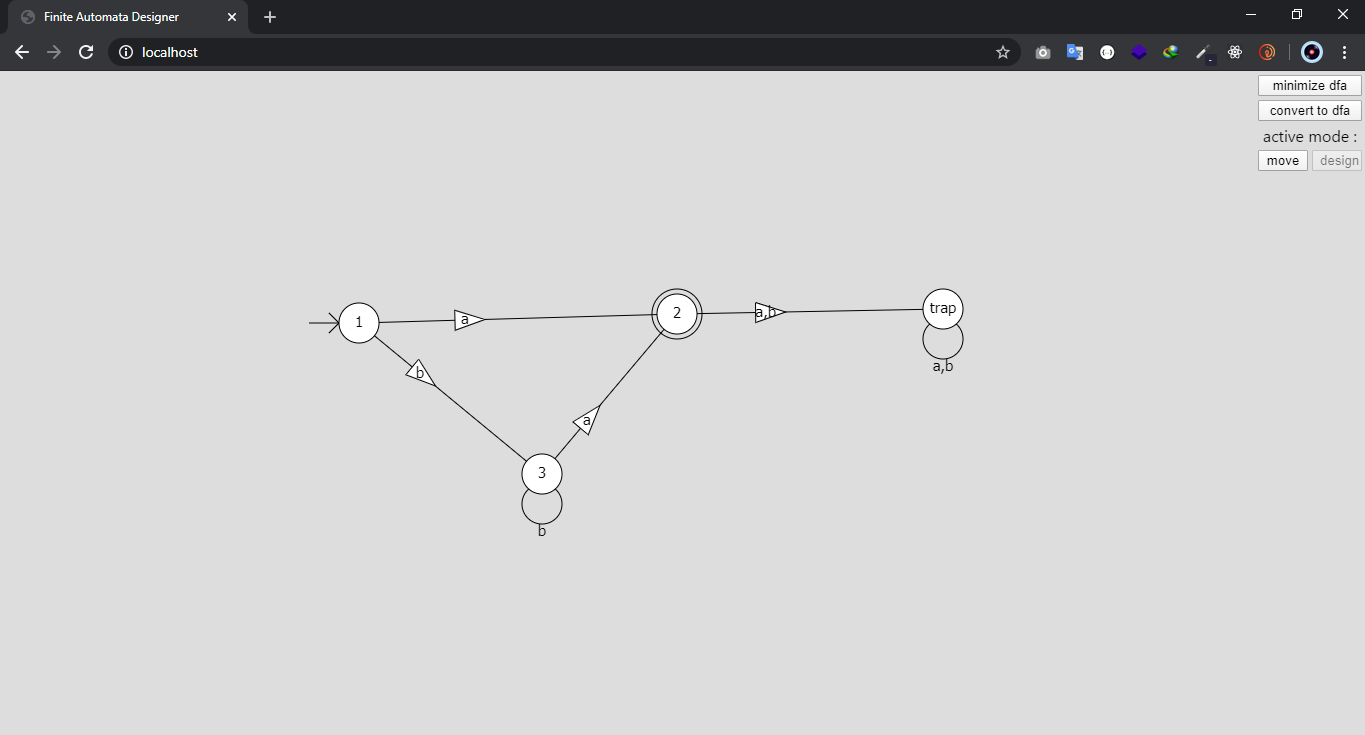 Finite Automata Designer
localhost
minimize dfa
convert to dfa
active mode :
move design
trap
1 a 2 a,b
a,b
b
a
3
b